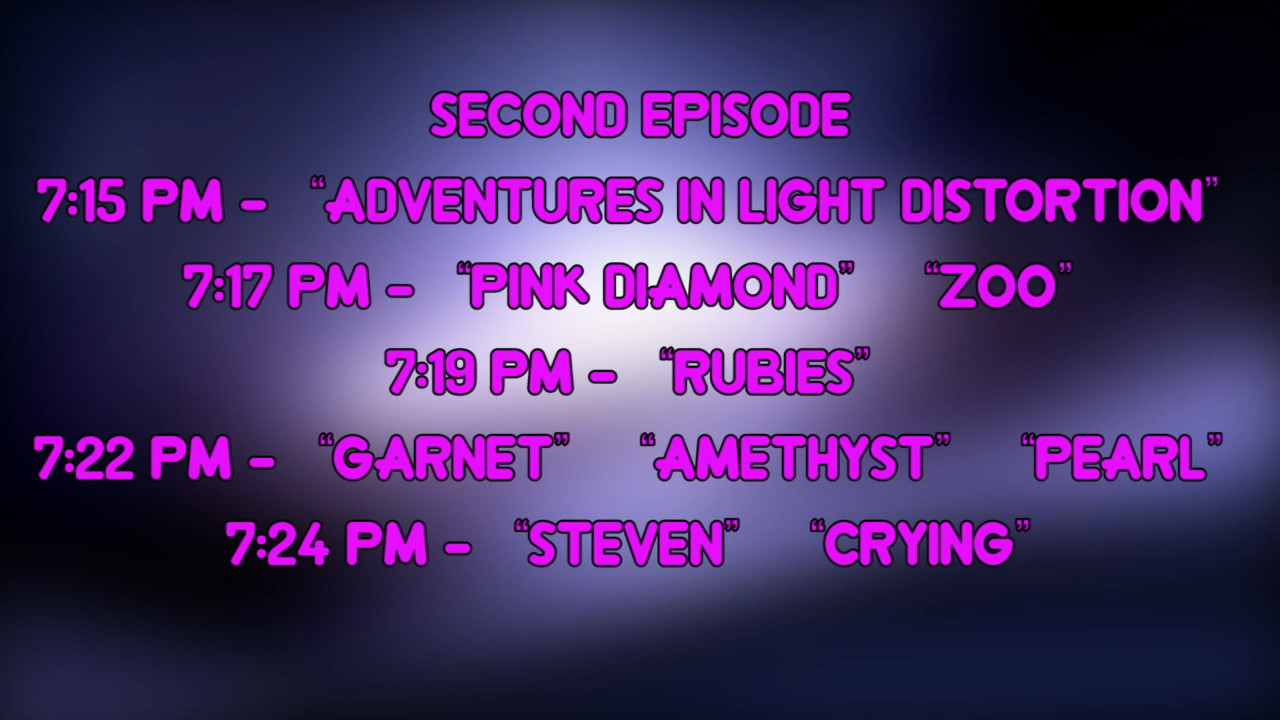 SECOND EPISODE
7:15 PM – “ADVENTURES IN LIGHT DISTORTION”
7:17 PM – “PINK DIAMOND” “ZOO”
7:19 PM – “RUBIES”
7:22 PM – “GARNET” “AMETHYST” “PEARL”
7:24 PM – “STEVEN” “CRYING”